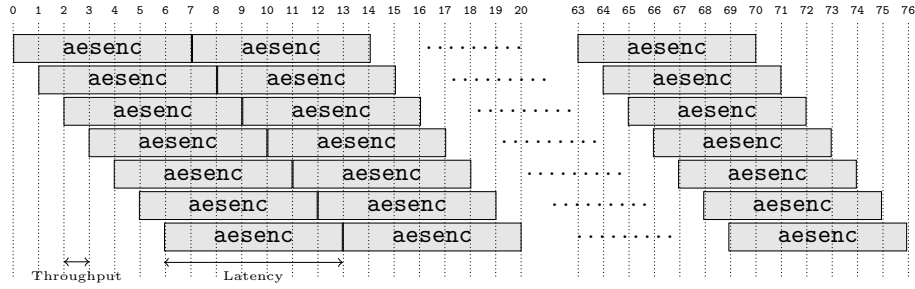 0 1 2 3 4 5 6 7 8 9 10 11 12 13 14 15 16 17 18 19 20 63 64 65 66 67 68 69 70 71 72 73 74 75 76
aesenc aesenc aesenc
aesenc aesenc aesenc
aesenc aesenc aesenc
aesenc aesenc aesenc
aesenc aesenc aesenc
aesenc aesenc aesenc
aesenc aesenc aesenc
Throughput Latency